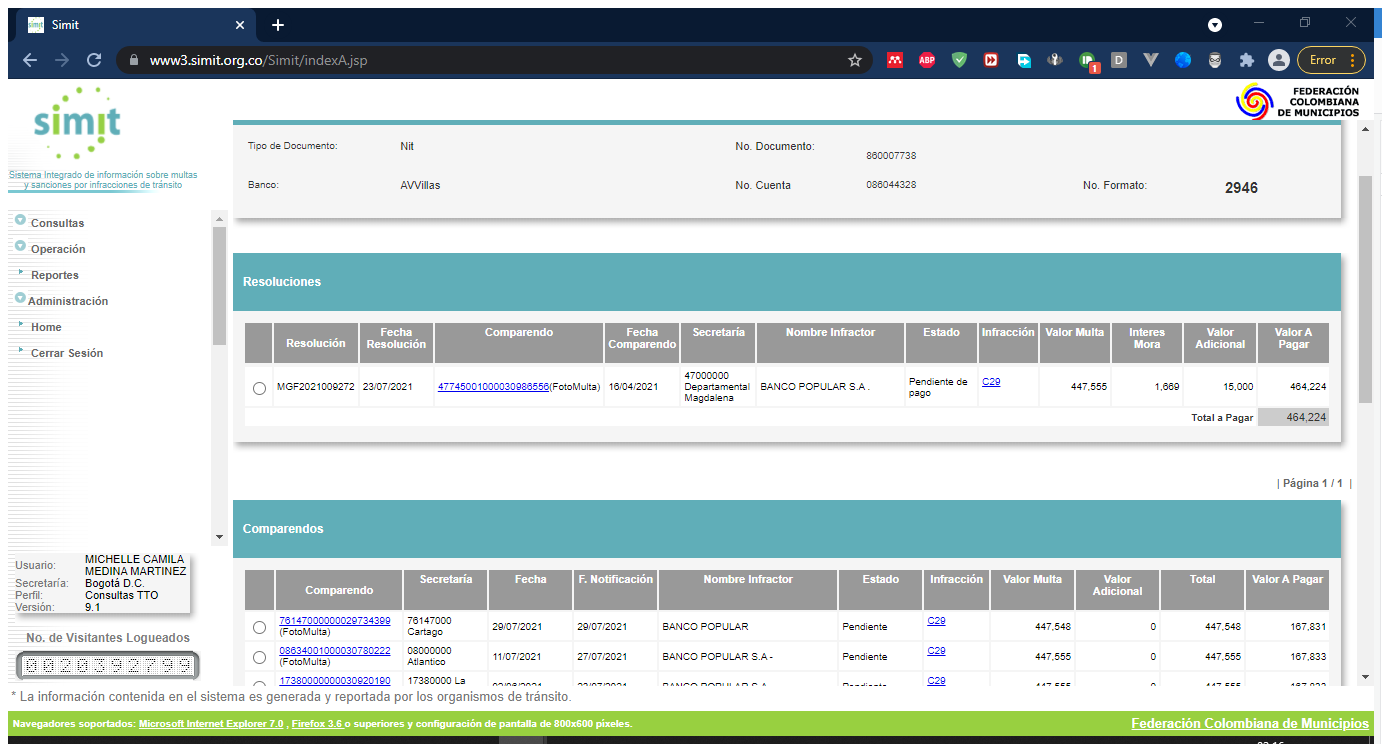 Simit
www3.simit.org.co/Simit/indexA.jsp
ABP
1
D
Error
simit
Sistema Integrado de información sobre multas
y sanciones por infracciones de tránsito
FEDERACIÓN
COLOMBIANA
DE MUNICIPIOS
Consultas
Operación
Reportes
Administración
Home
Cerrar Sesión
Usuario: MICHELLE CAMILA
MEDINA MARTINEZ
Secretaría: Bogotá D.C.
Perfil: Consultas TTO
Versión: 9.1
No. de Visitantes Logueados
0020392799
Tipo de Documento: Nit No. Documento: 860007738
Banco: AVVillas No. Cuenta 086044328 No. Formato: 2946
Resoluciones
Resolución Fecha Resolución Comparendo Fecha Comparendo Secretaría Nombre Infractor Estado Infracción Valor Multa Interes Mora Valor Adicional Valor A Pagar
MGF2021009272 23/07/2021 47745001000030986556(FotoMulta) 16/04/2021 47000000 Departamental Magdalena BANCO POPULAR S.A . Pendiente de pago C29 447,555 1,669 15,000 464,224
Total a Pagar 464,224
| Página 1 / 1 |
Comparendos
Comparendo Secretaría Fecha F. Notificación Nombre Infractor Estado Infracción Valor Multa Valor Adicional Total Valor A Pagar
76147000000029734399 (FotoMulta) 76147000 Cartago 29/07/2021 29/07/2021 BANCO POPULAR Pendiente C29 447,548 0 447,548 167,831
08634001000030780222 (FotoMulta) 08000000 Atlantico 11/07/2021 27/07/2021 BANCO POPULAR S.A - Pendiente C29 447,555 0 447,555 167,833
17380000000030920190 17380000 La C29
* La información contenida en el sistema es generada y reportada por los organismos de tránsito.
Navegadores soportados: Microsoft Internet Explorer 7.0 , Firefox 3.6 o superiores y configuración de pantalla de 800x600 píxeles.
Federación Colombiana de Municipios